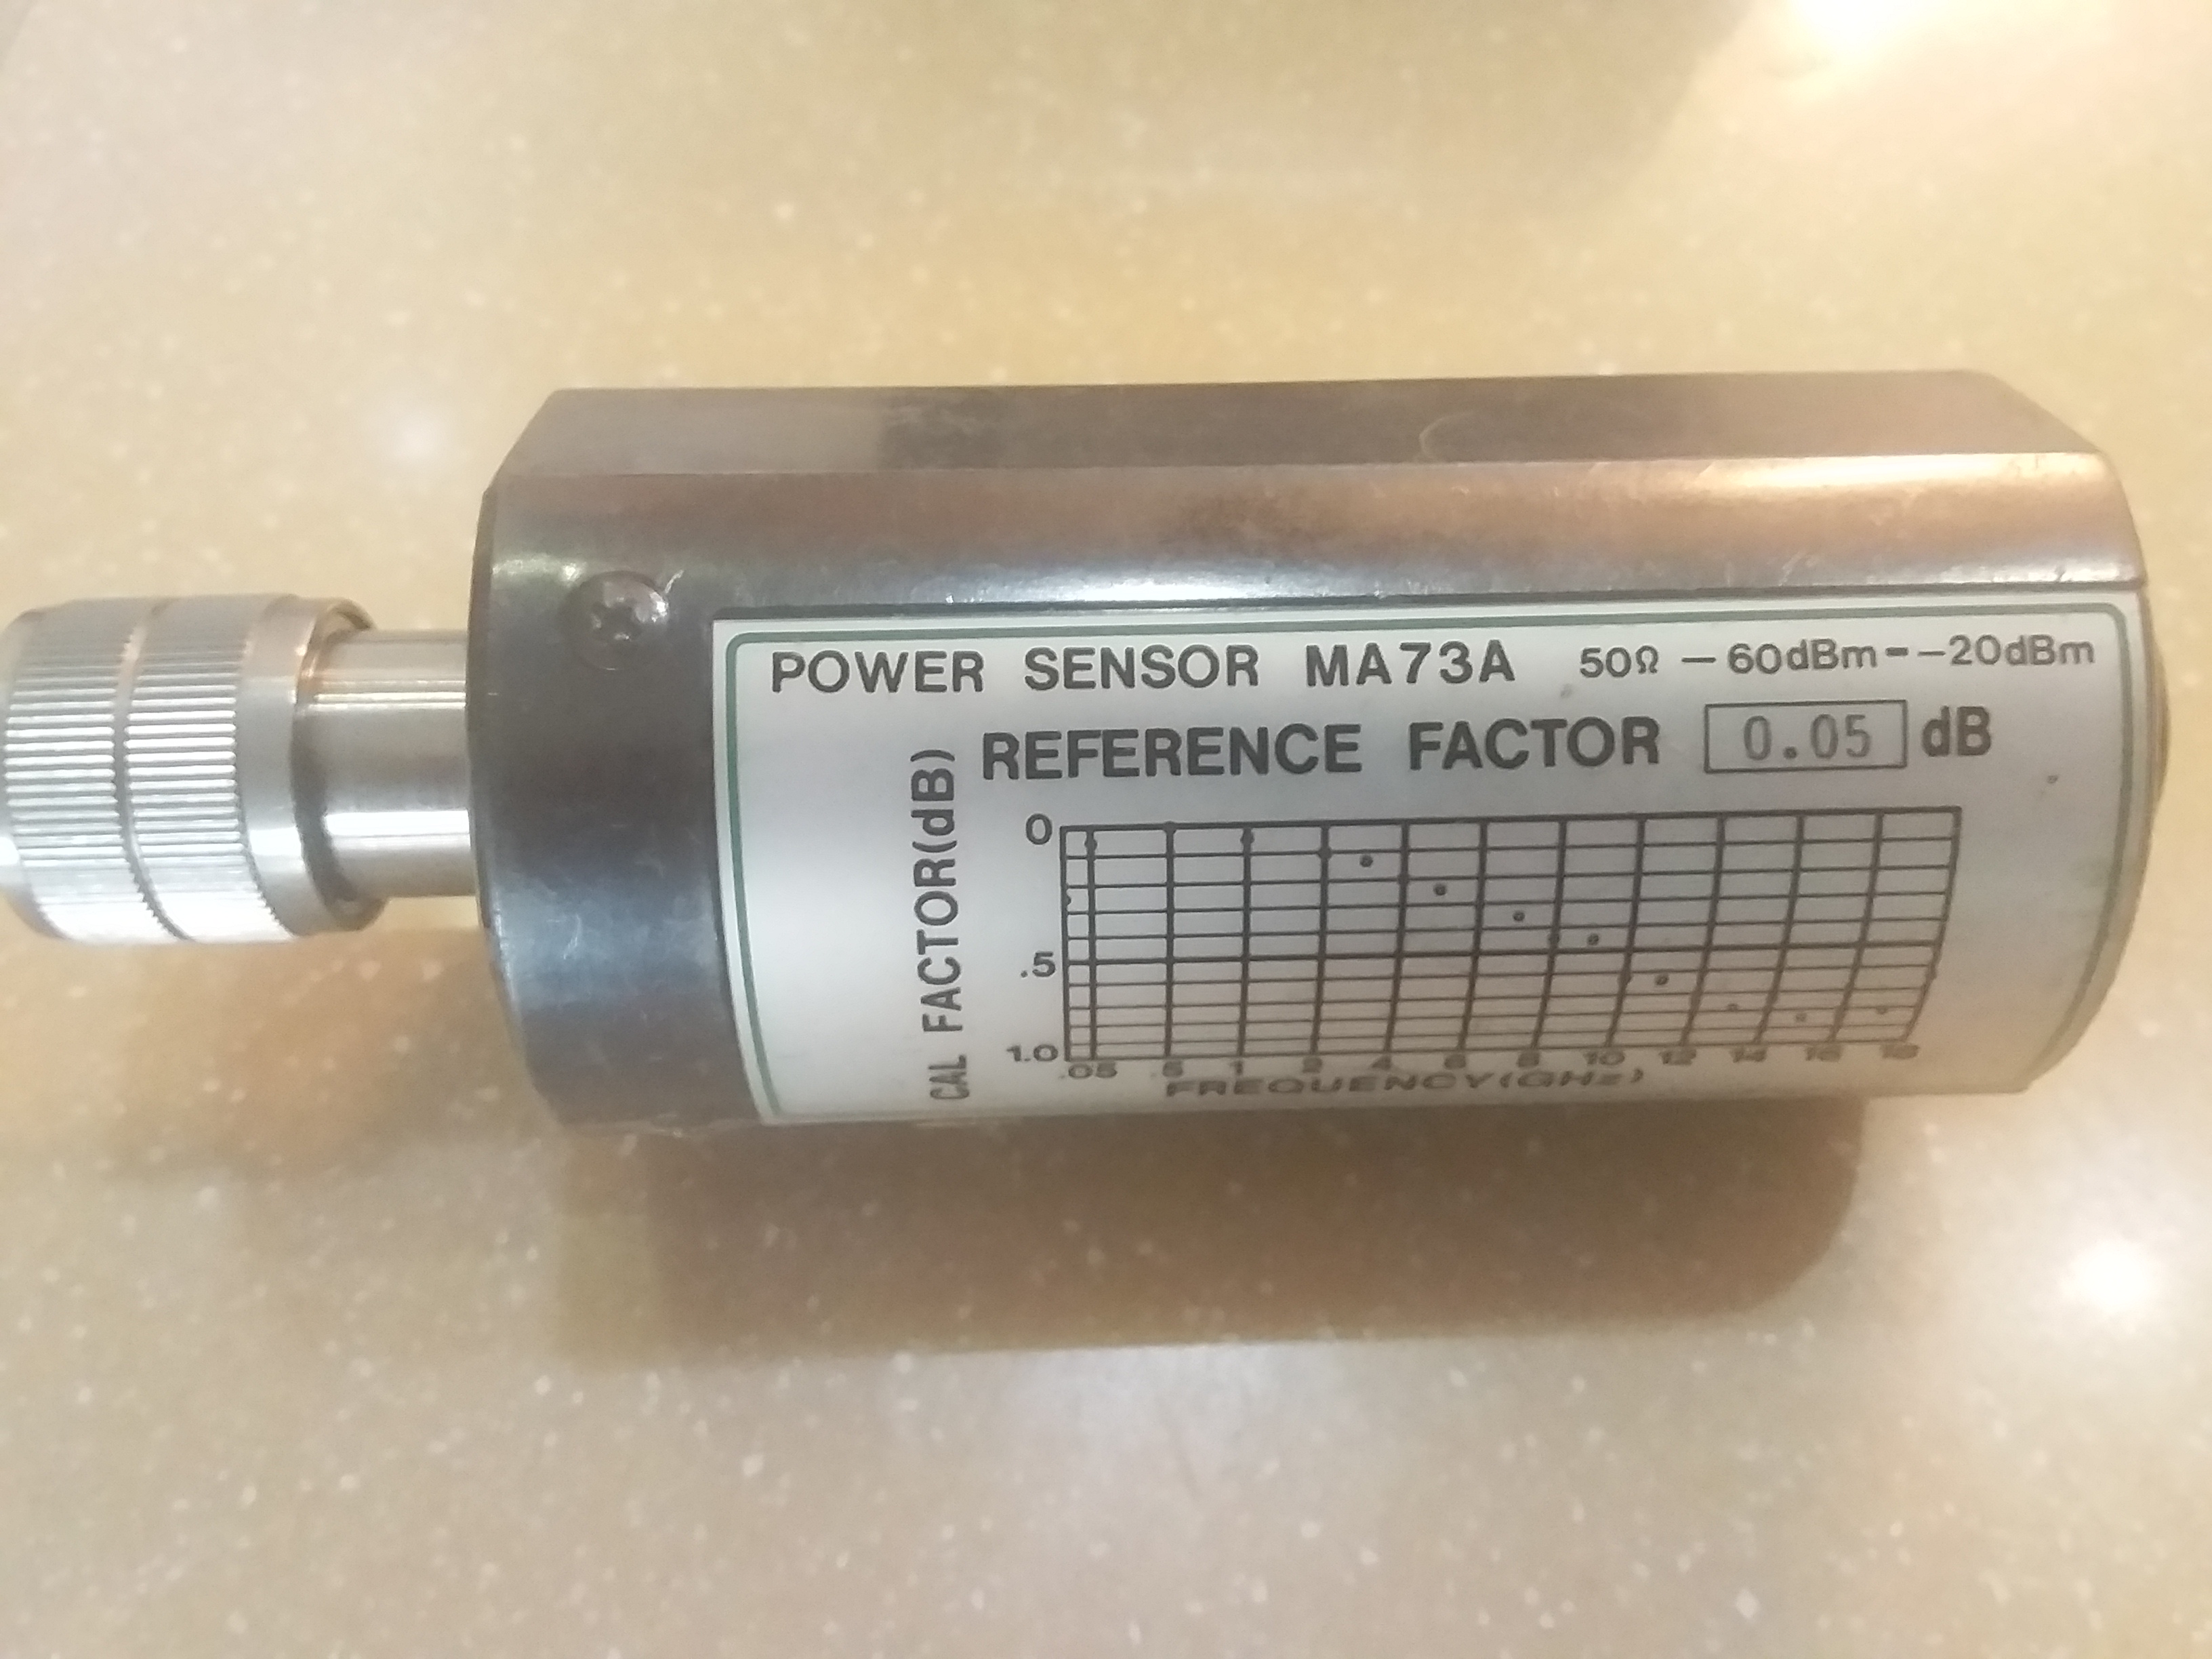 POWER SENSOR MA73A 50Ω −60dBm−−20dBm
REFERENCE FACTOR 0.05 dB
CAL FACTOR(dB)
0
.5
1.0
.05 .5 1 2 4 6 8 10 12 14 16 18
FREQUENCY(GHz)